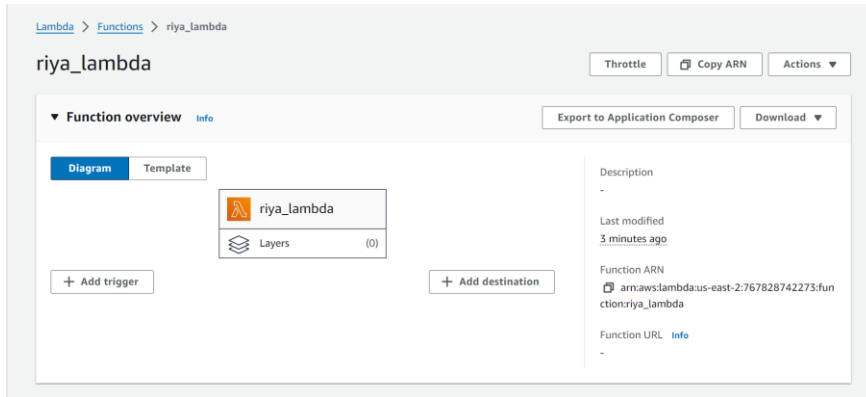 Lambda > Functions > riya_lambda
riya_lambda
Throttle
Copy ARN
Actions
Function overview Info
Export to Application Composer
Download
Diagram
Template
riya_lambda
Layers (0)
+ Add trigger
+ Add destination
Description
-
Last modified
3 minutes ago
Function ARN
arn:aws:lambda:us-east-2:767828742273:fun
ction:riya_lambda
Function URL Info
-